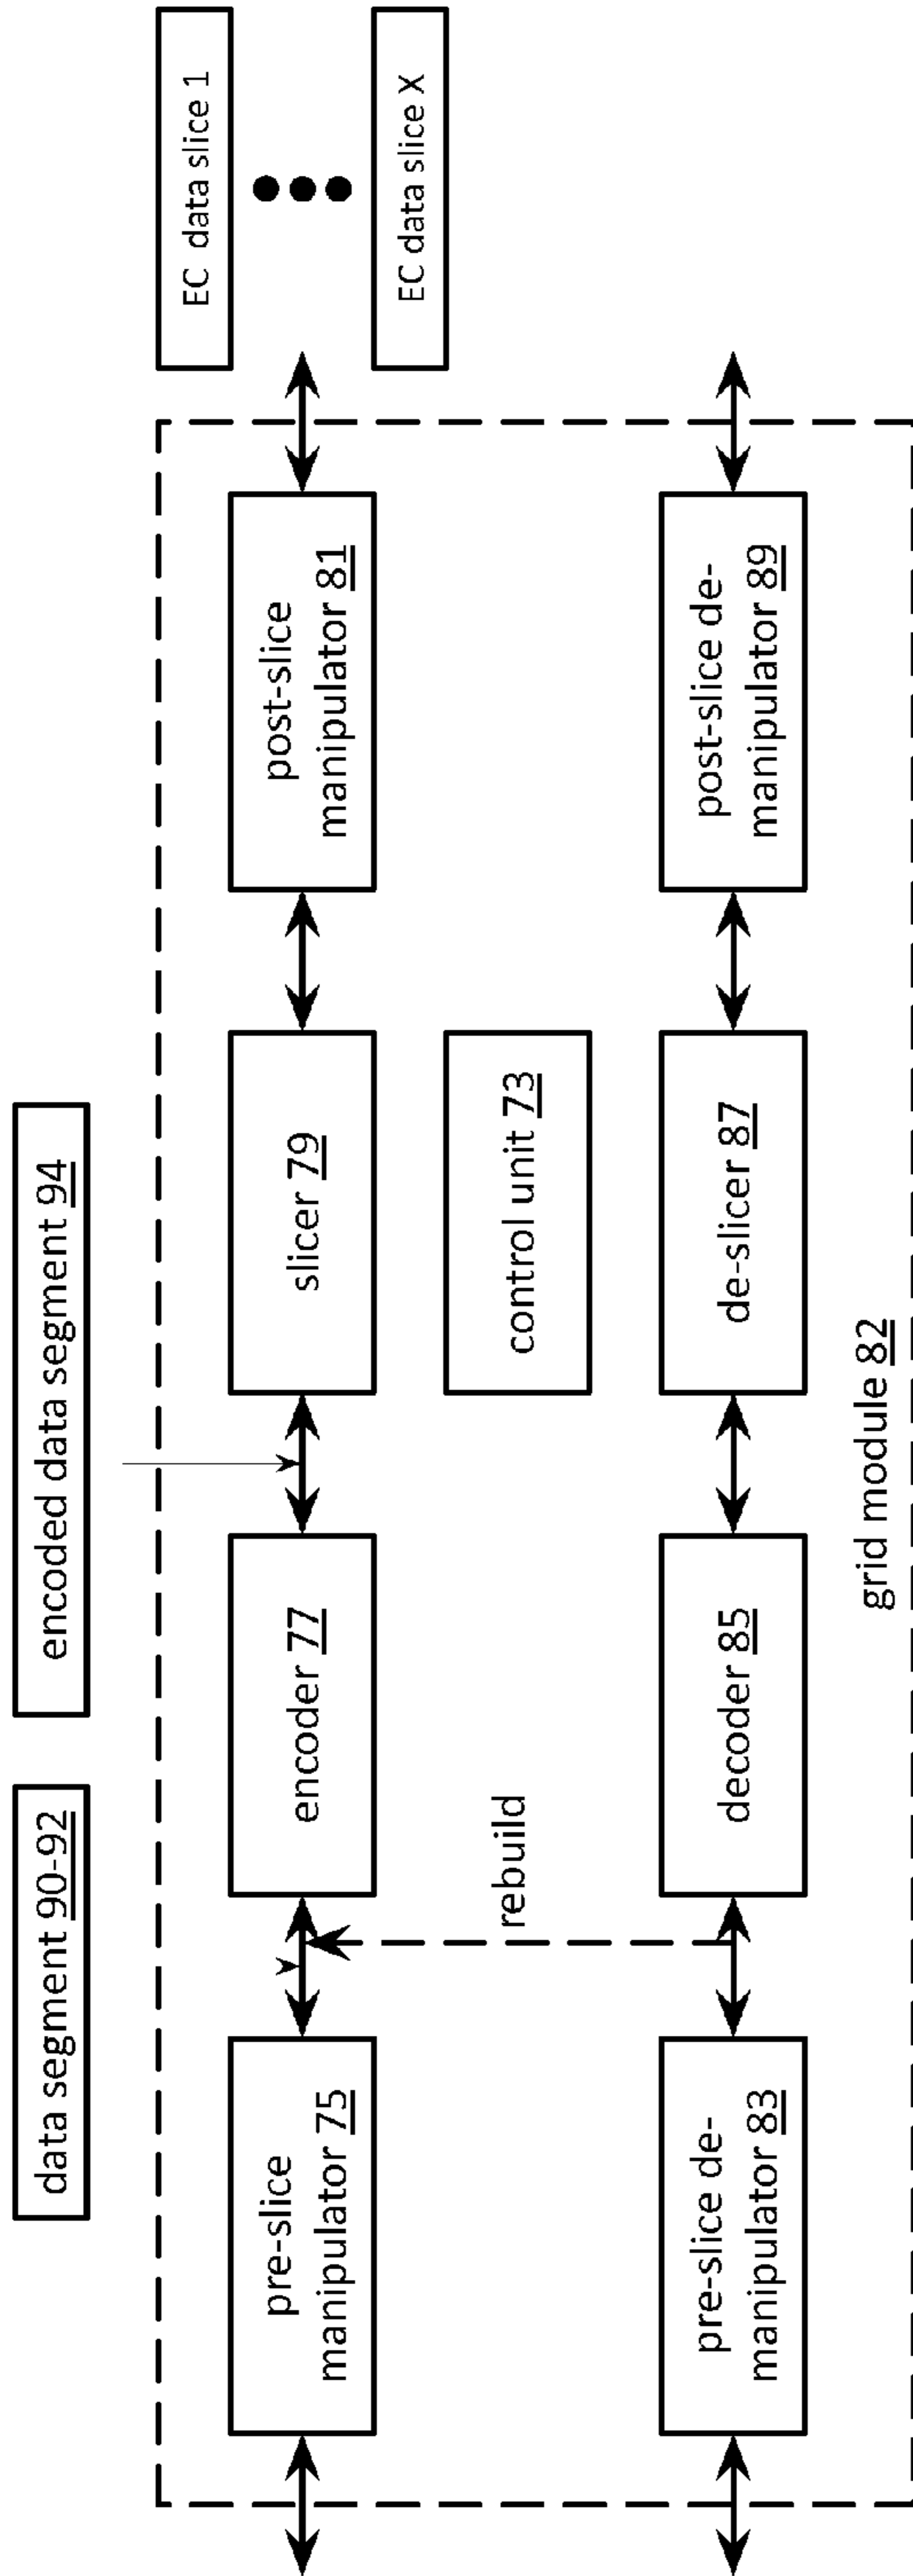 data segment 90-92
encoded data segment 94
EC data slice 1
EC data slice X
pre-slice
manipulator 75
encoder 77
slicer 79
post-slice
manipulator 81
rebuild
control unit 73
pre-slice de-
manipulator 83
decoder 85
de-slicer 87
post-slice de-
manipulator 89
grid module 82